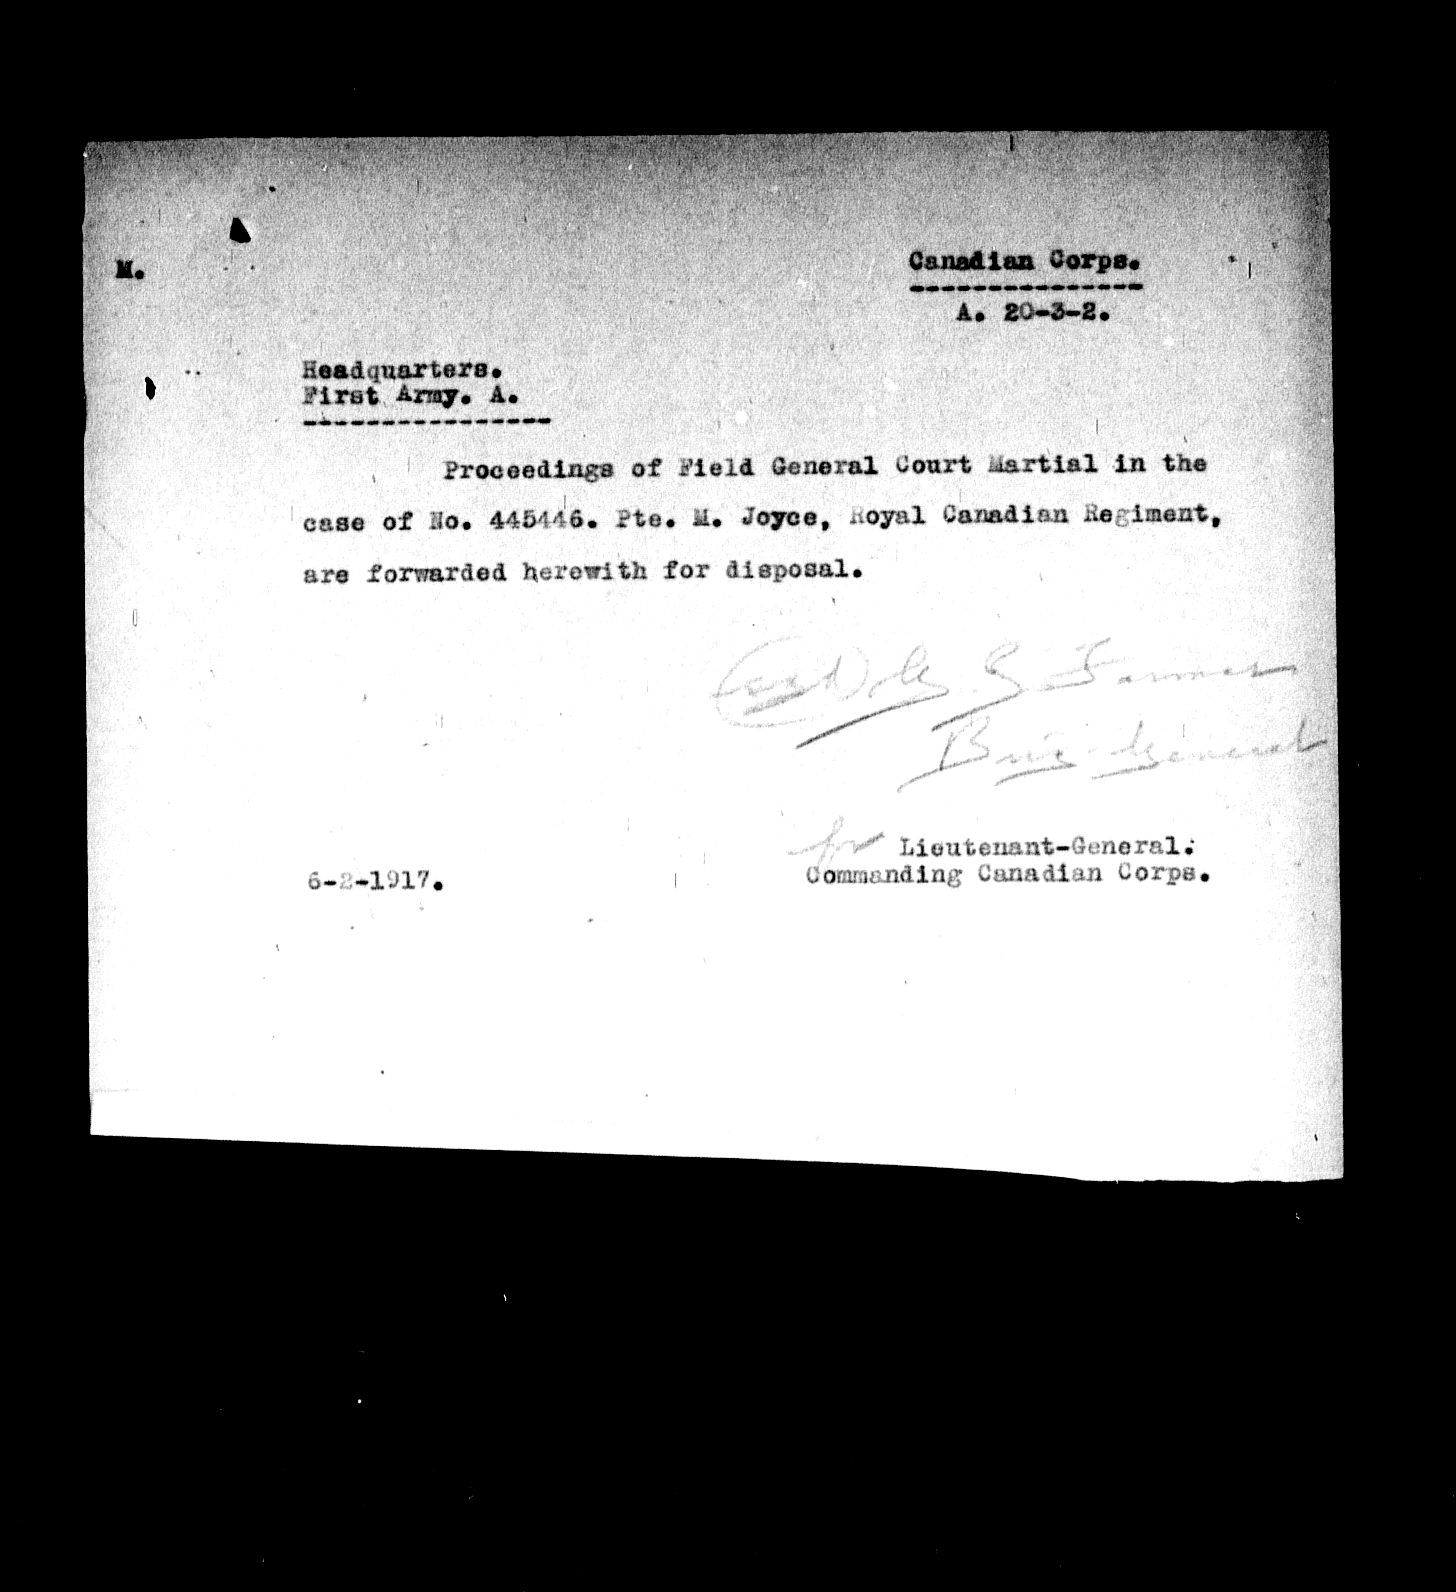 M.
Canadian Corps.
---------------
A. 20-3-2.
Headquarters.
First Army. A.
----------------
Proceedings of Field General Court Martial in the
case of No. 445446. Pte. M. Joyce, Royal Canadian Regiment,
are forwarded herewith for disposal.
G. Farmar
Brig-General
for Lieutenant-General.
Commanding Canadian Corps.
6-2-1917.